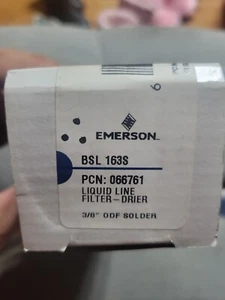 EMERSON
BSL 163S
PCN: 066761
LIQUID LINE
FILTER-DRIER
3/8" ODF SOLDER